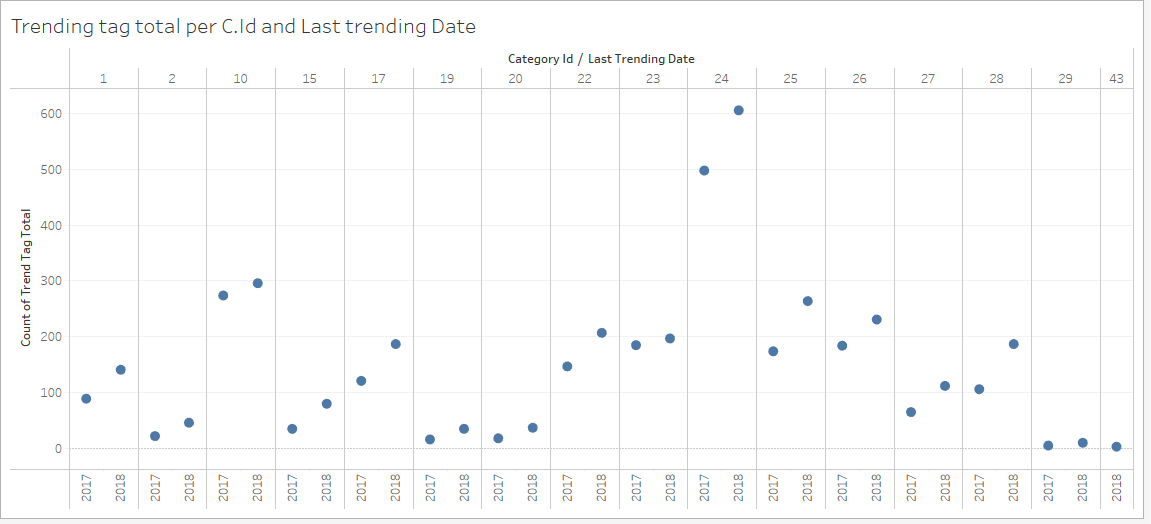 Trending tag total per C.Id and Last trending Date
Category Id / Last Trending Date
1 2 10 15 17 19 20 22 23 24 25 26 27 28 29 43
Count of Trend Tag Total
600
500
400
300
200
100
0
2017 2018 2017 2018 2017 2018 2017 2018 2017 2018 2017 2018 2017 2018 2017 2018 2017 2018 2017 2018 2017 2018 2017 2018 2017 2018 2017 2018 2017 2018 2018